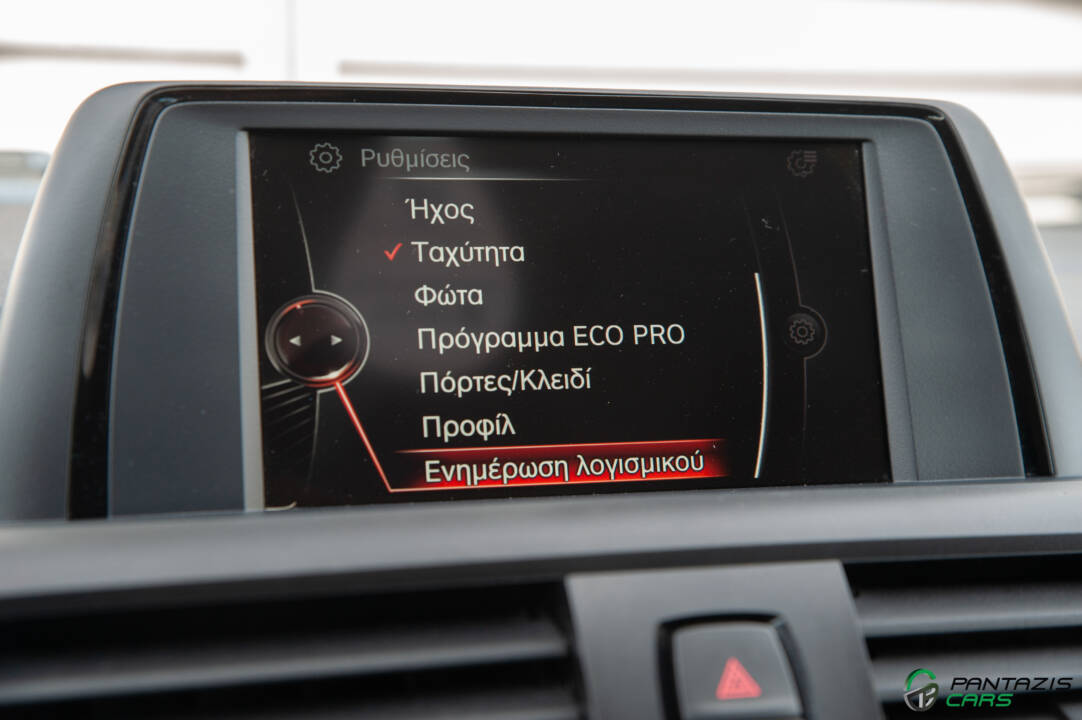 Ρυθμίσεις
Ήχος
Ταχύτητα
Φώτα
Πρόγραμμα ECO PRO
Πόρτες/Κλειδί
Προφίλ
Ενημέρωση λογισμικού
PANTAZIS
CARS